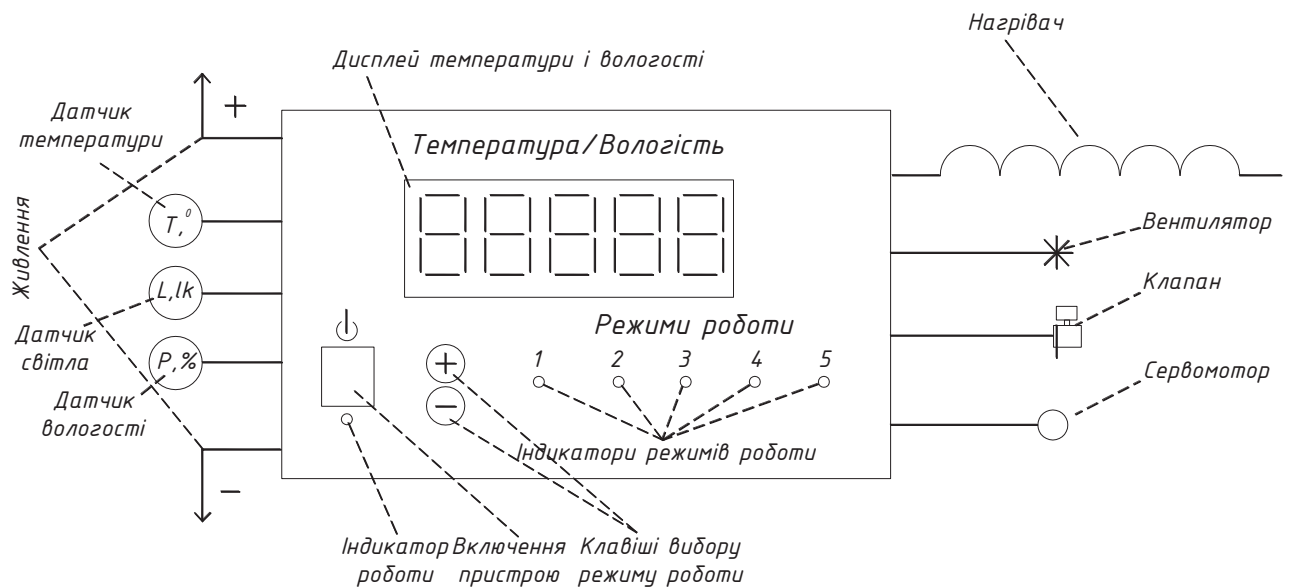 Нагрівач
Дисплей температури і вологості
+
Датчик
температури
Температура/Вологість
Живлення
T,⁰
Вентилятор
L,lk
Клапан
Датчик
світла
Режими роботи
P,%
+
1 2 3 4 5
Сервомотор
Датчик
вологості
−
Індикатори режимів роботи
−
Індикатор
роботи
Включення
пристрою
Клавіші вибору
режиму роботи